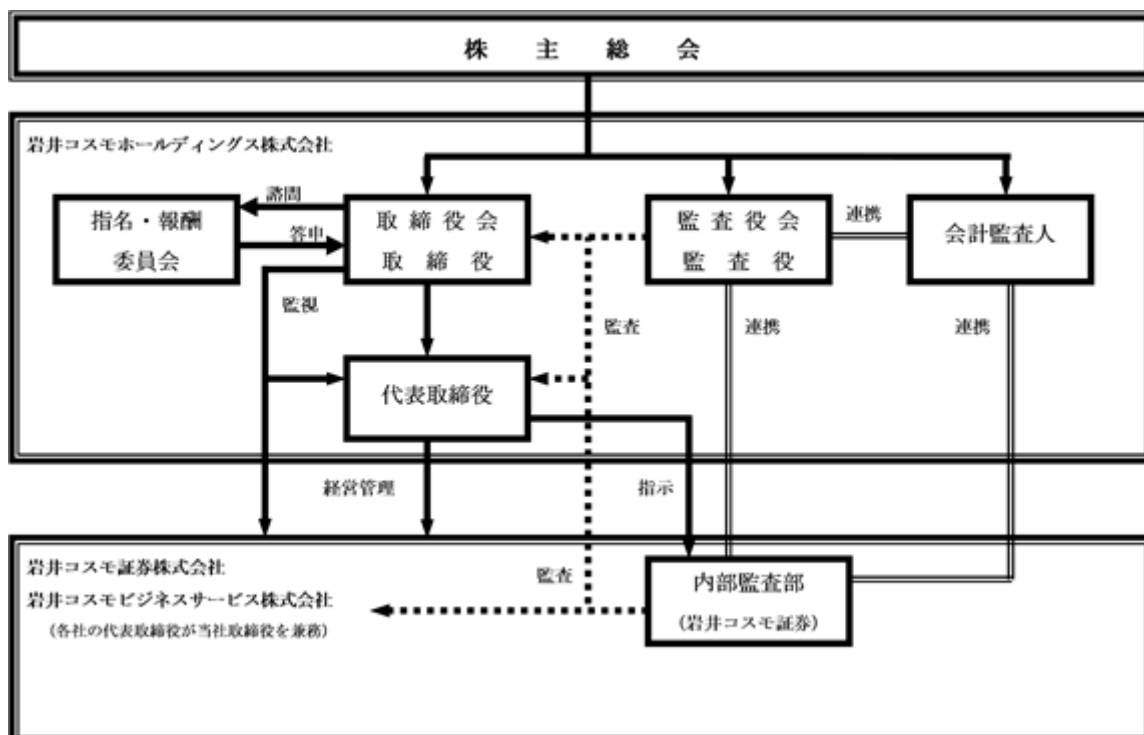 株主総会
岩井コスモホールディングス株式会社
諮問
指名・報酬
委員会
答申
取締役会
取締役
監査役会
監査役
連携
会計監査人
監視
監査
連携
連携
代表取締役
経営管理
指示
岩井コスモ証券株式会社
岩井コスモビジネスサービス株式会社
(各社の代表取締役が当社取締役を兼務)
監査
内部監査部
(岩井コスモ証券)